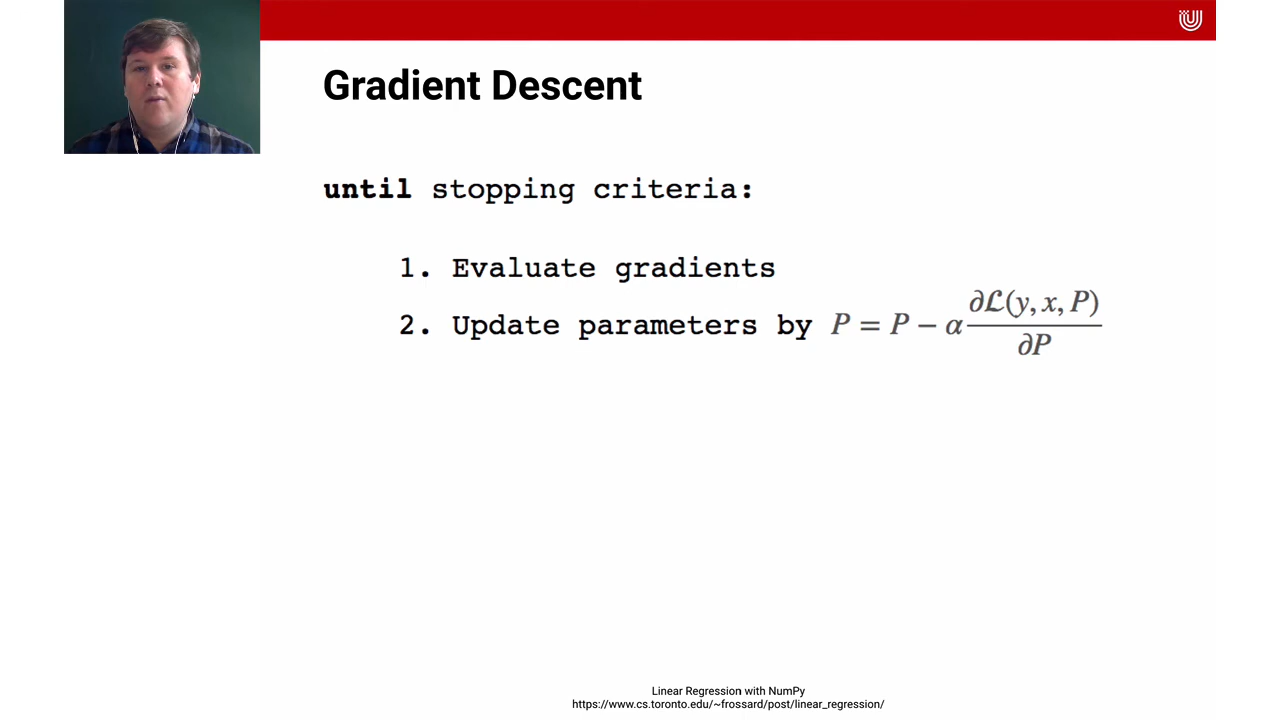 Gradient Descent
until stopping criteria:
1. Evaluate gradients
2. Update parameters by P = P − α ∂ℒ(y, x, P) / ∂P
Linear Regression with NumPy
https://www.cs.toronto.edu/~frossard/post/linear_regression/